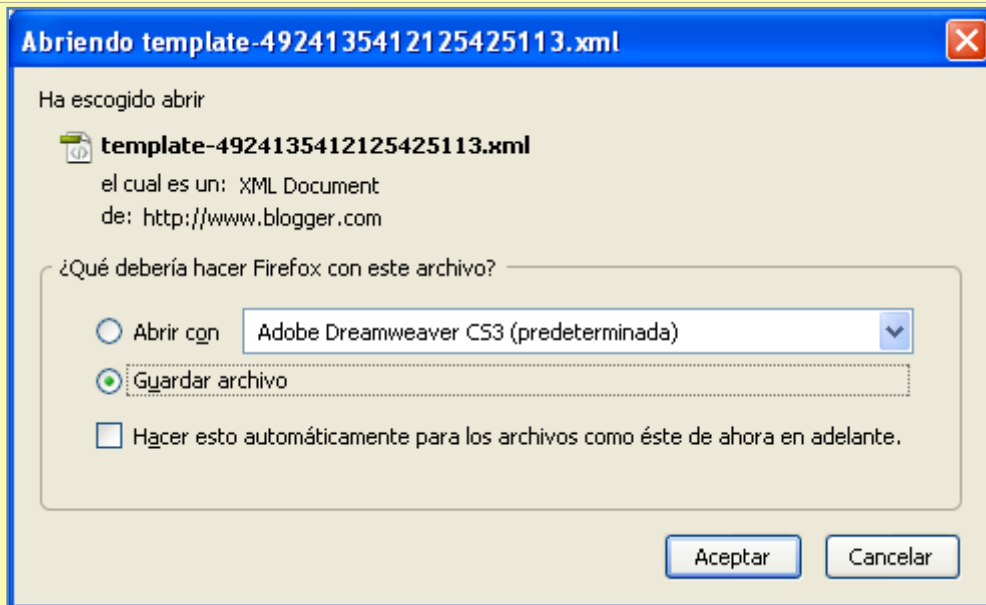 Abriendo template-4924135412125425113.xml
Ha escogido abrir
template-4924135412125425113.xml
el cual es un: XML Document
de: http://www.blogger.com
¿Qué debería hacer Firefox con este archivo?
Abrir con Adobe Dreamweaver CS3 (predeterminada)
Guardar archivo
Hacer esto automáticamente para los archivos como éste de ahora en adelante.
Aceptar Cancelar